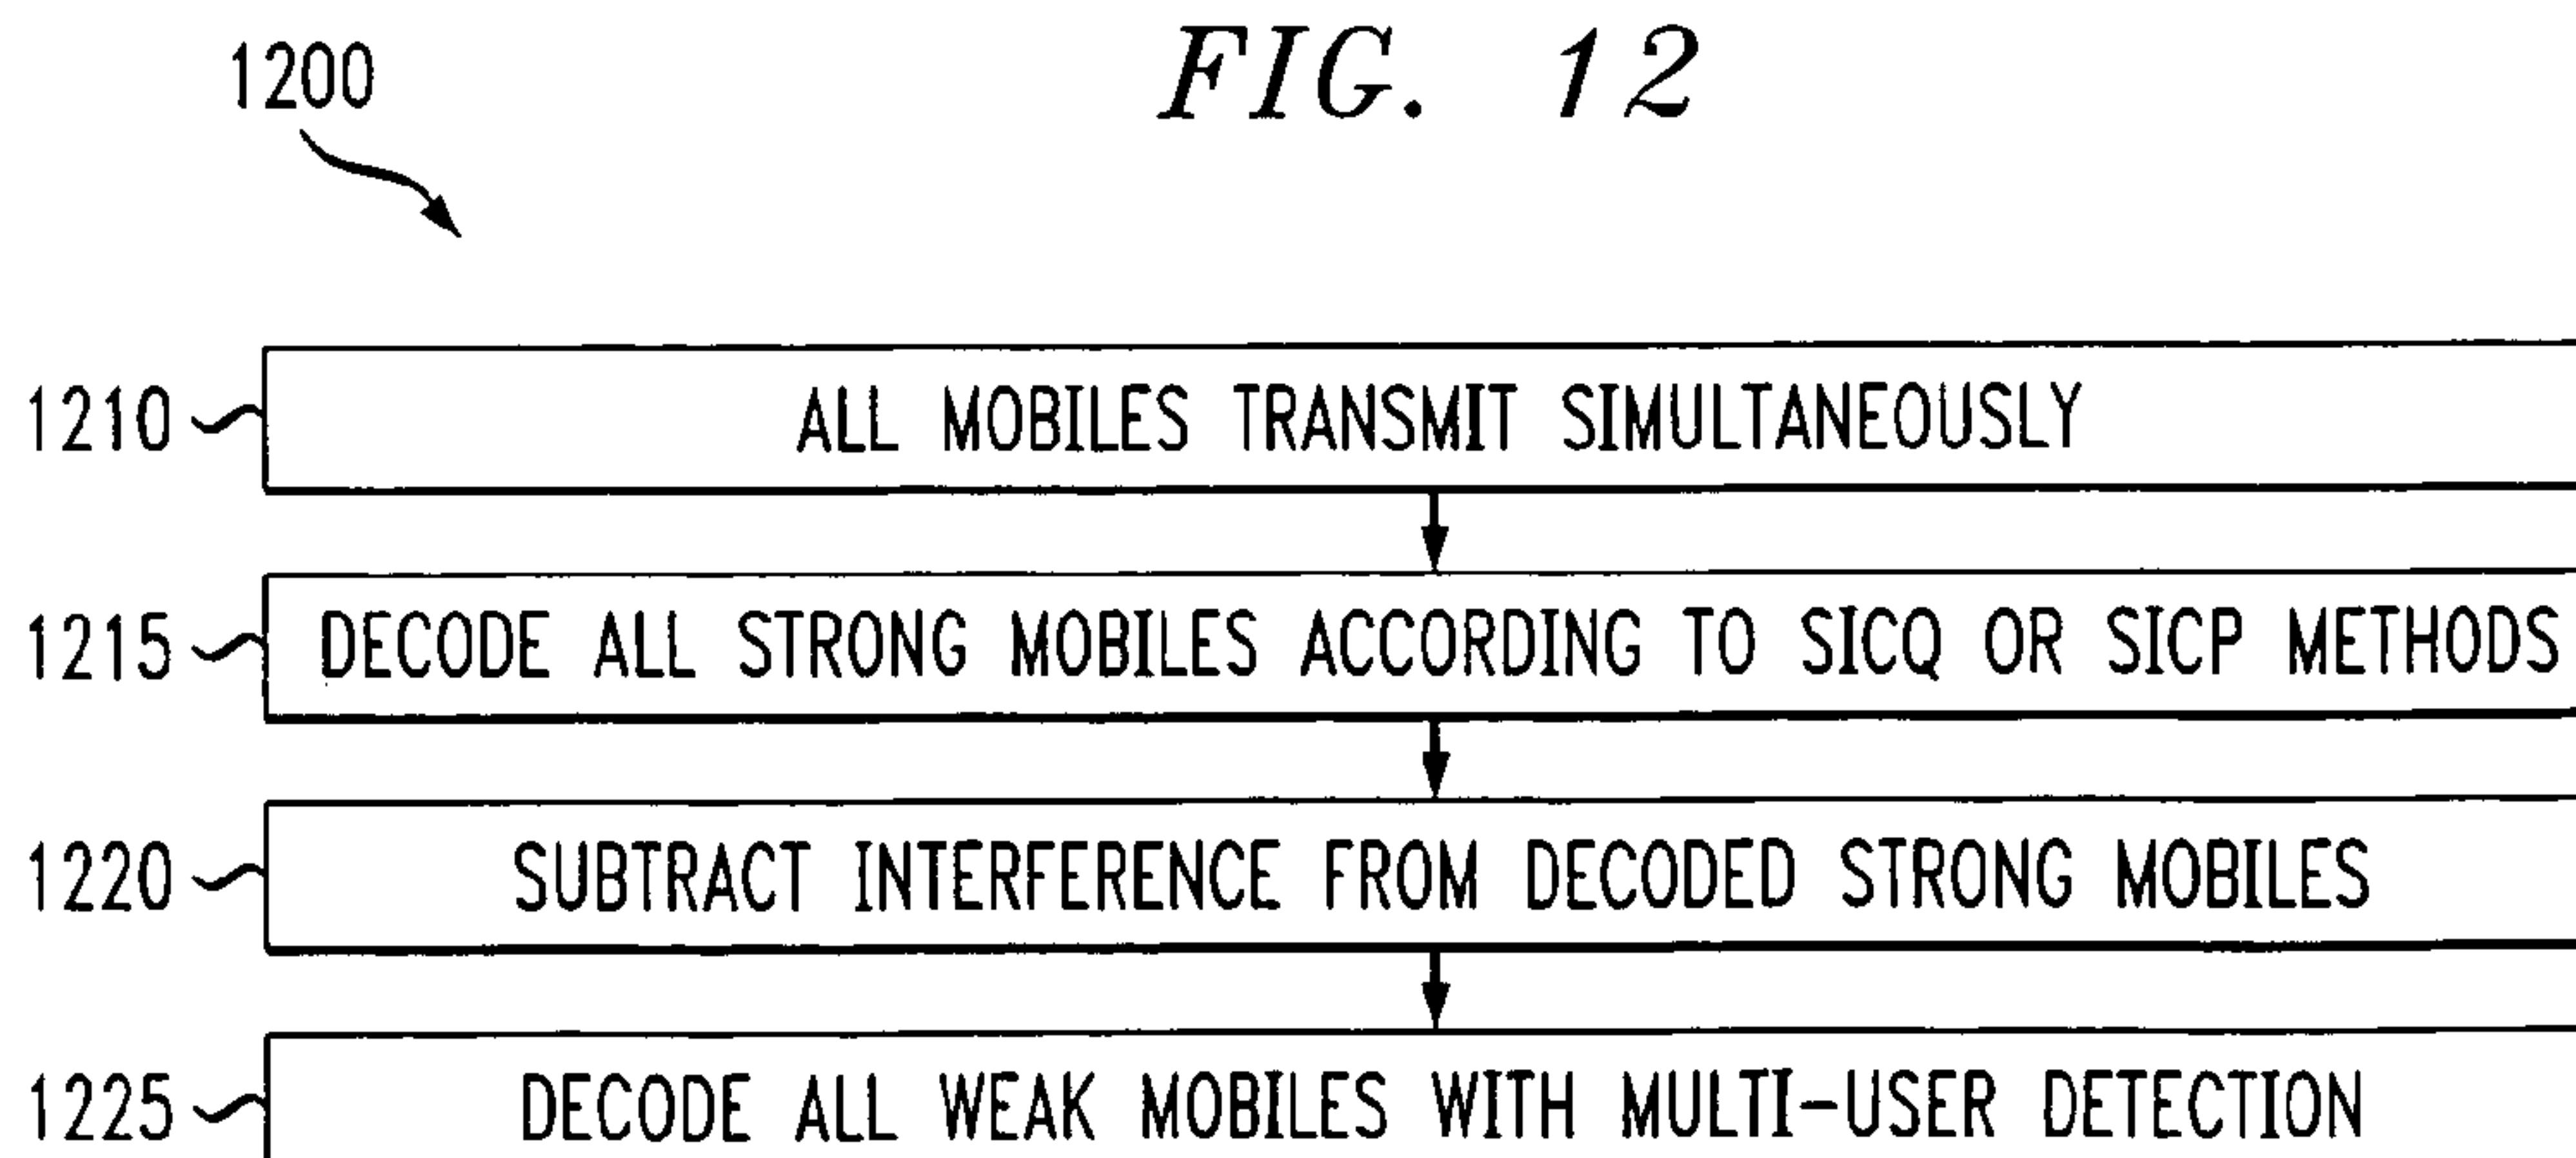 FIG. 12
1200
1210 ALL MOBILES TRANSMIT SIMULTANEOUSLY
1215 DECODE ALL STRONG MOBILES ACCORDING TO SICQ OR SICP METHODS
1220 SUBTRACT INTERFERENCE FROM DECODED STRONG MOBILES
1225 DECODE ALL WEAK MOBILES WITH MULTI-USER DETECTION